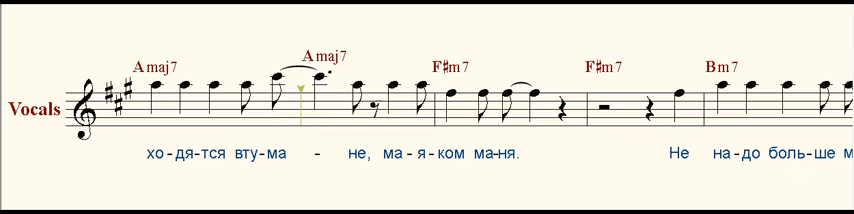 Amaj7 Amaj7 F♯m7 F♯m7 Bm7
Vocals
хо-дя-тся вту-ма - не, ма-я-ком ма-ня. Не на-до боль-ше